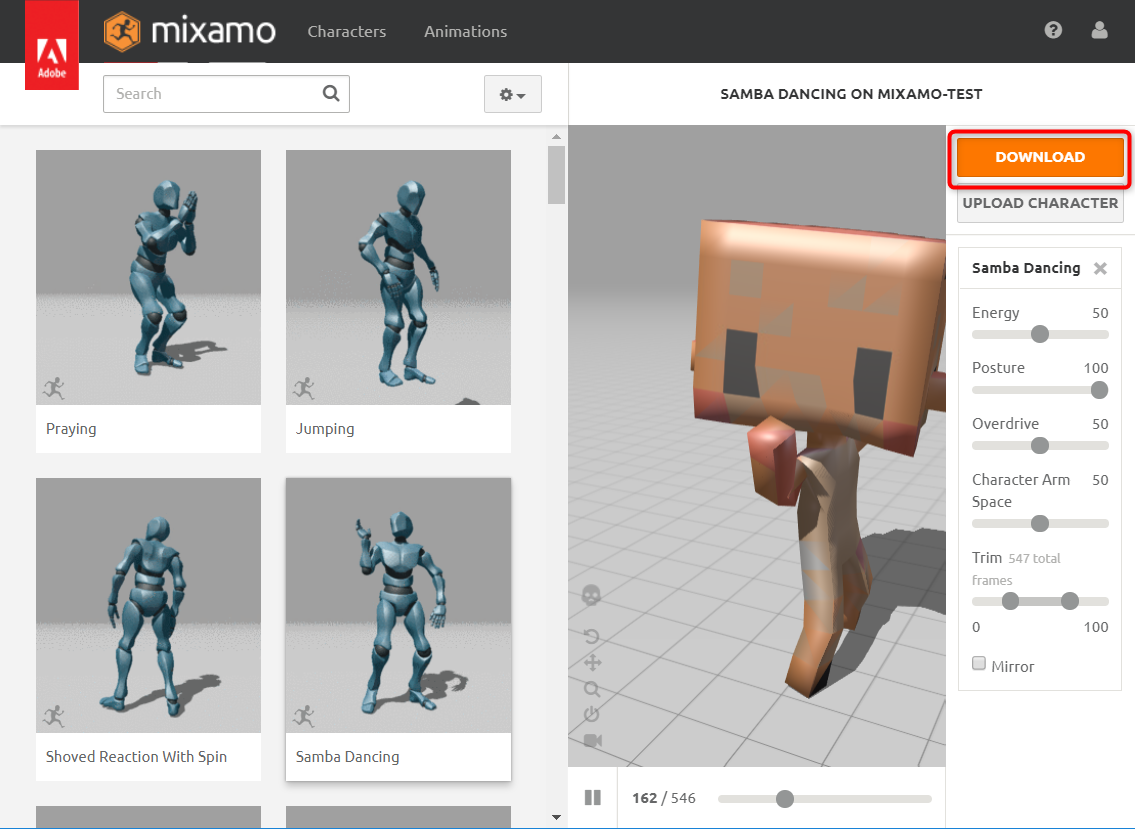 Adobe
mixamo
Characters
Animations
Search
SAMBA DANCING ON MIXAMO-TEST
Praying
Jumping
Shoved Reaction With Spin
Samba Dancing
162 / 546
DOWNLOAD
UPLOAD CHARACTER
Samba Dancing
Energy 50
Posture 100
Overdrive 50
Character Arm 50
Space
Trim 547 total
frames
0 100
Mirror